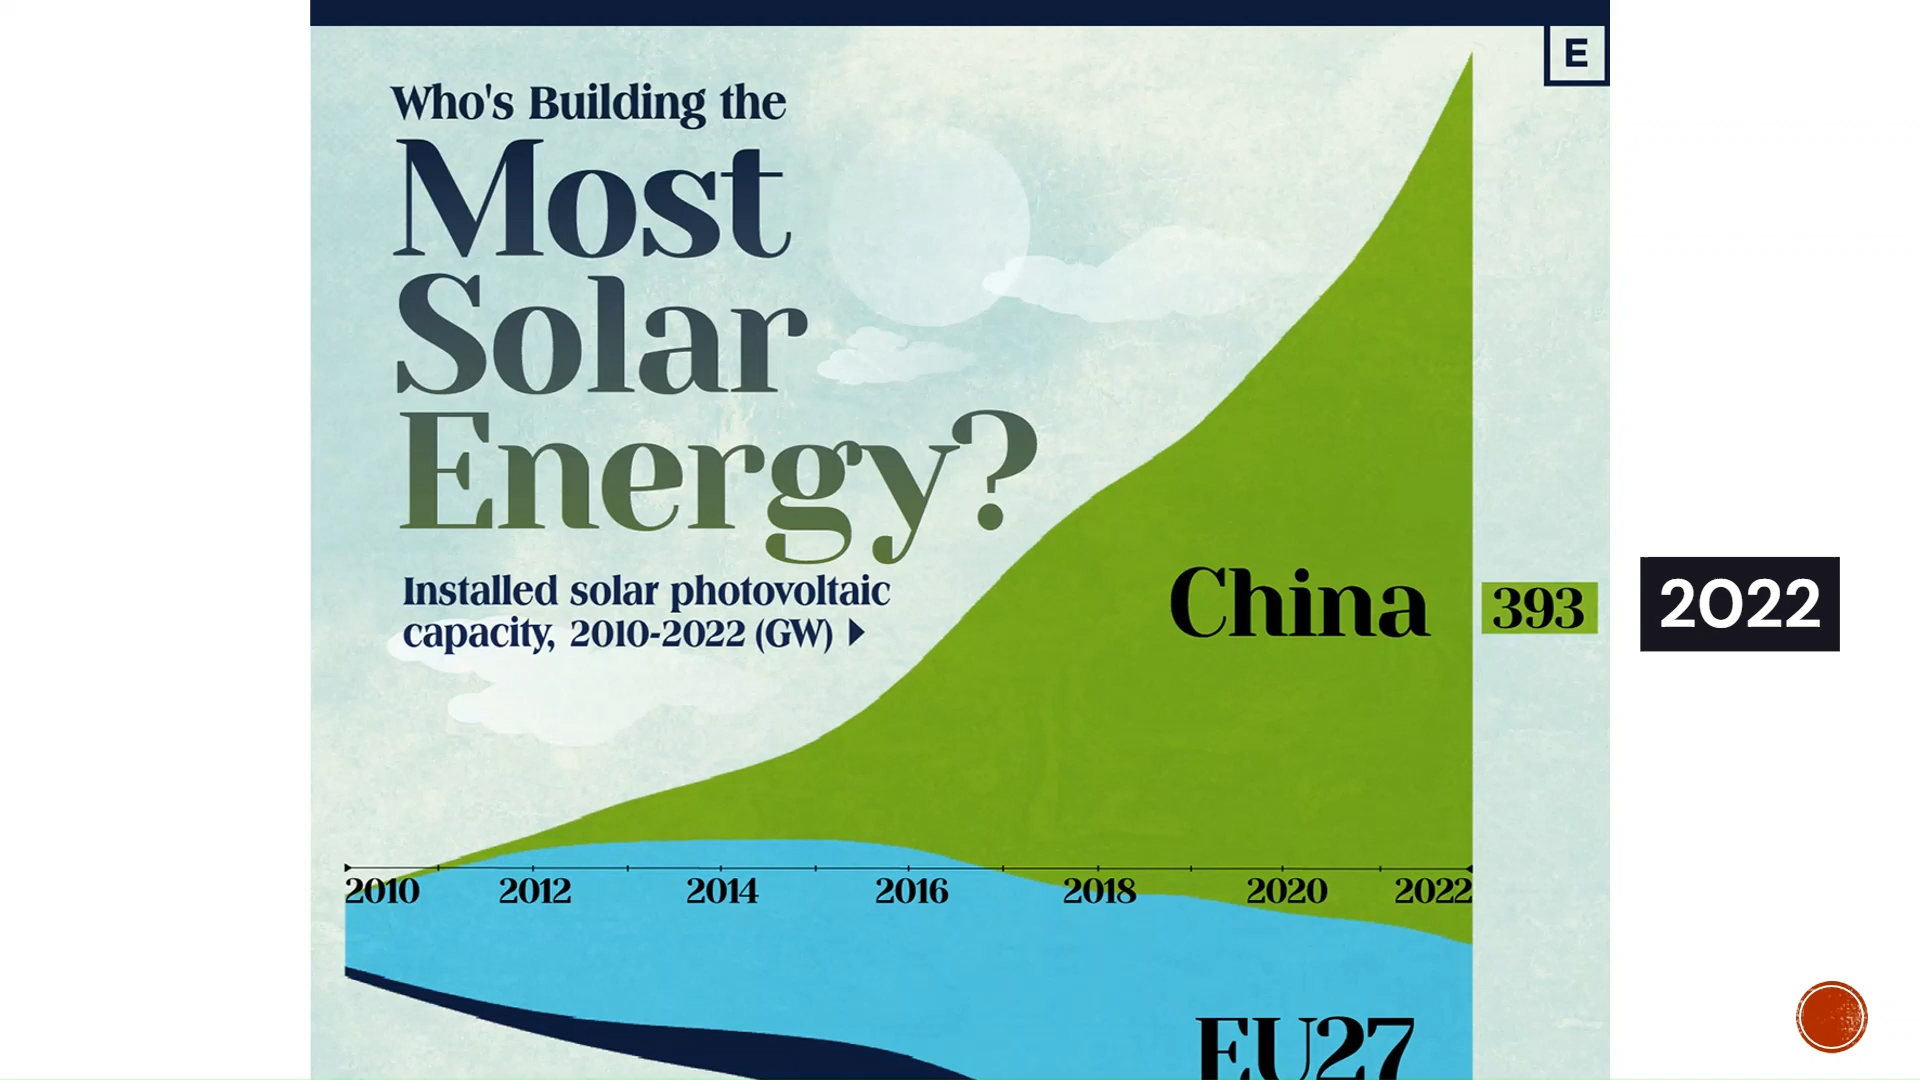 E
Who's Building the
Most
Solar
Energy?
Installed solar photovoltaic
capacity, 2010-2022 (GW)
China 393
2022
2010 2012 2014 2016 2018 2020 2022
EU27